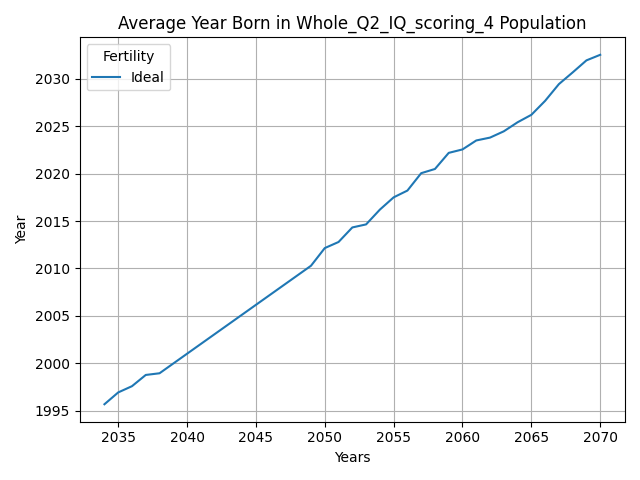 Average Year Born in Whole_Q2_IQ_scoring_4 Population
Fertility
Ideal
Year
2030
2025
2020
2015
2010
2005
2000
1995
2035 2040 2045 2050 2055 2060 2065 2070
Years